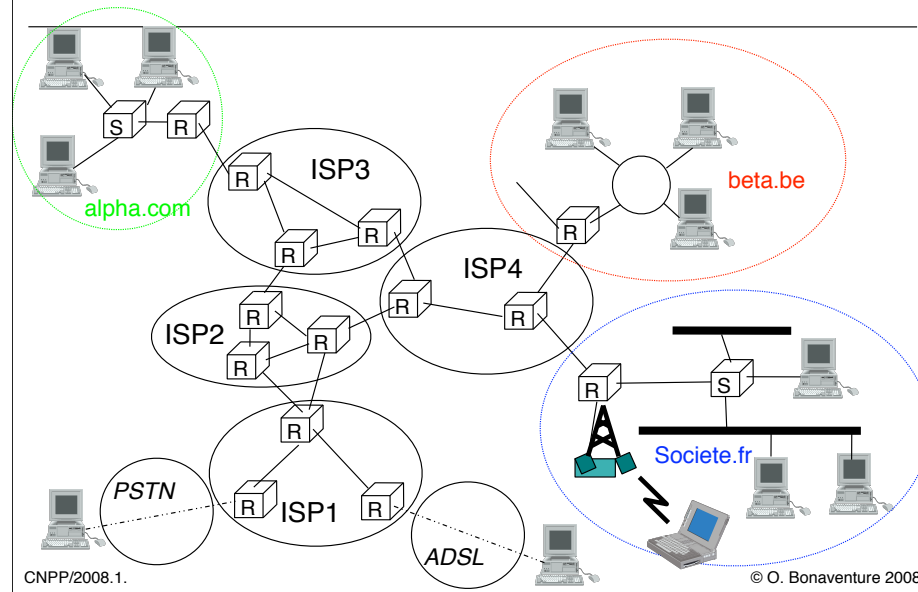 S
R
alpha.com
R
ISP3
R
R
beta.be
R
ISP4
R
R
ISP2
R
R
R
R
S
Societe.fr
R
PSTN
R
ISP1
R
ADSL
CNPP/2008.1.
© O. Bonaventure 2008